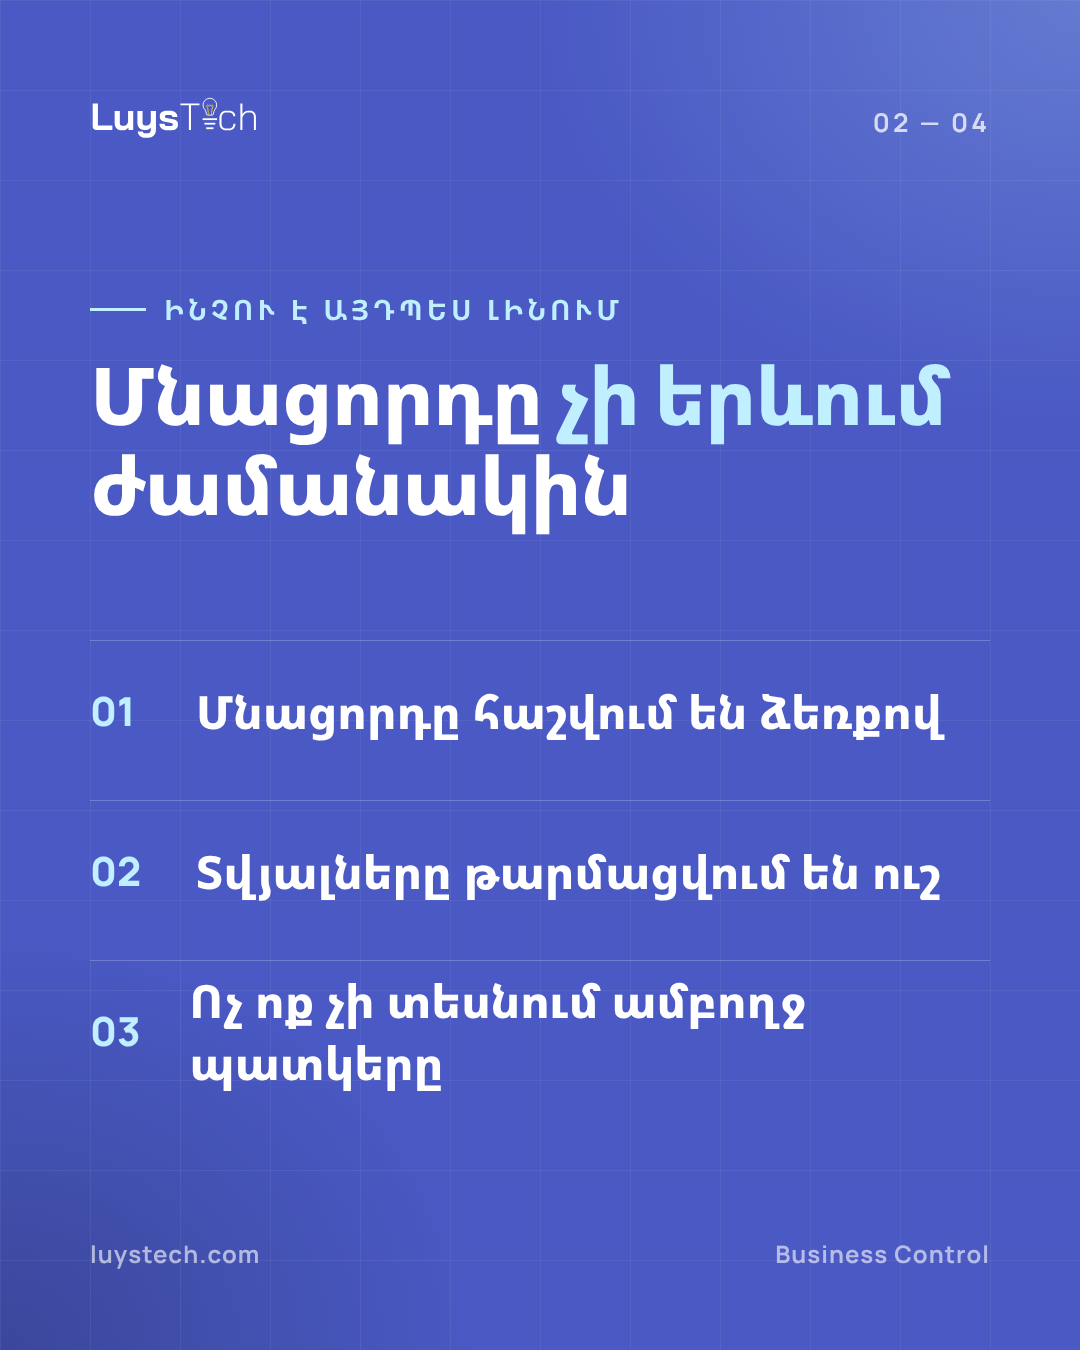 LuysTech
02 — 04
ԻՆՉՈՒ Է ԱՅԴՊԵՍ ԼԻՆՈՒՄ
Մնացորդը չի երևում
ժամանակին
01 Մնացորդը հաշվում են ձեռքով
02 Տվյալները թարմացվում են ուշ
03 Ոչ ոք չի տեսնում ամբողջ
պատկերը
luystech.com
Business Control